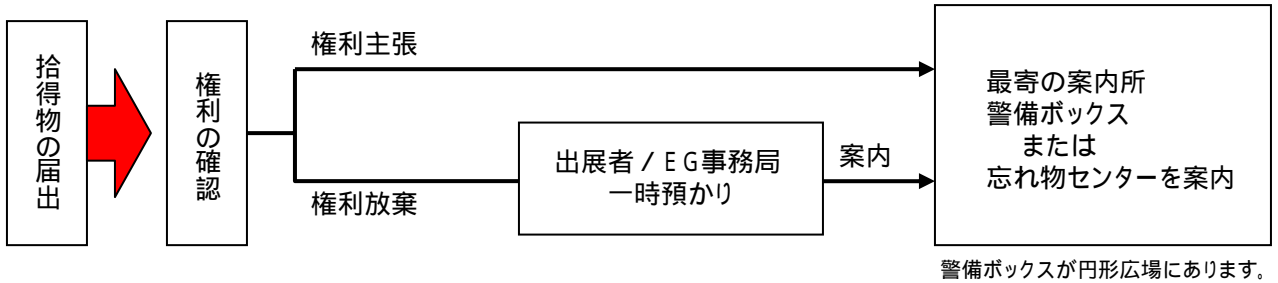 拾得物の届出
権利の確認
権利主張
権利放棄
出展者／ＥＧ事務局
一時預かり
案内
最寄の案内所
警備ボックス
または
忘れ物センターを案内
警備ボックスが円形広場にあります。